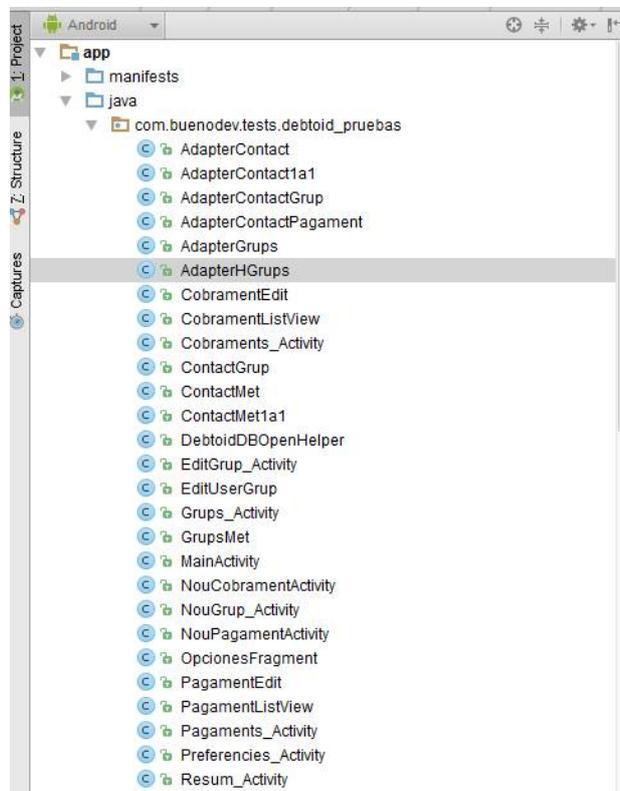 Android
1: Project
app
manifests
java
com.buenodev.tests.debtoid_pruebas
AdapterContact
AdapterContact1a1
AdapterContactGrup
AdapterContactPagament
AdapterGrups
AdapterHGrups
CobramentEdit
CobramentListView
Cobraments_Activity
ContactGrup
ContactMet
ContactMet1a1
DebtoidDBOpenHelper
EditGrup_Activity
EditUserGrup
Grups_Activity
GrupsMet
MainActivity
NouCobramentActivity
NouGrup_Activity
NouPagamentActivity
OpcionesFragment
PagamentEdit
PagamentListView
Pagaments_Activity
Preferencies_Activity
Resum_Activity
Z: Structure
Captures